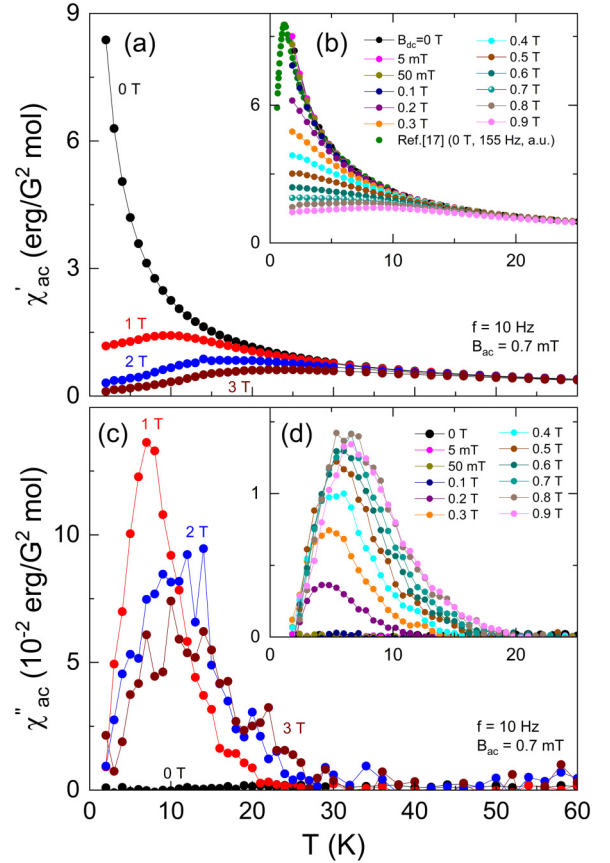 (a)
(b)
B_dc=0 T
5 mT
50 mT
0.1 T
0.2 T
0.3 T
0.4 T
0.5 T
0.6 T
0.7 T
0.8 T
0.9 T
Ref.[17] (0 T, 155 Hz, a.u.)
9
6
3
0
6
0
0
10
20
0 T
1 T
2 T
3 T
f = 10 Hz
B_ac = 0.7 mT
χ'_ac (erg/G² mol)
(c)
(d)
0 T
5 mT
50 mT
0.1 T
0.2 T
0.3 T
0.4 T
0.5 T
0.6 T
0.7 T
0.8 T
0.9 T
1
0
0
10
20
1 T
2 T
3 T
0 T
f = 10 Hz
B_ac = 0.7 mT
10
5
0
χ''_ac (10⁻² erg/G² mol)
0
10
20
30
40
50
60
T (K)